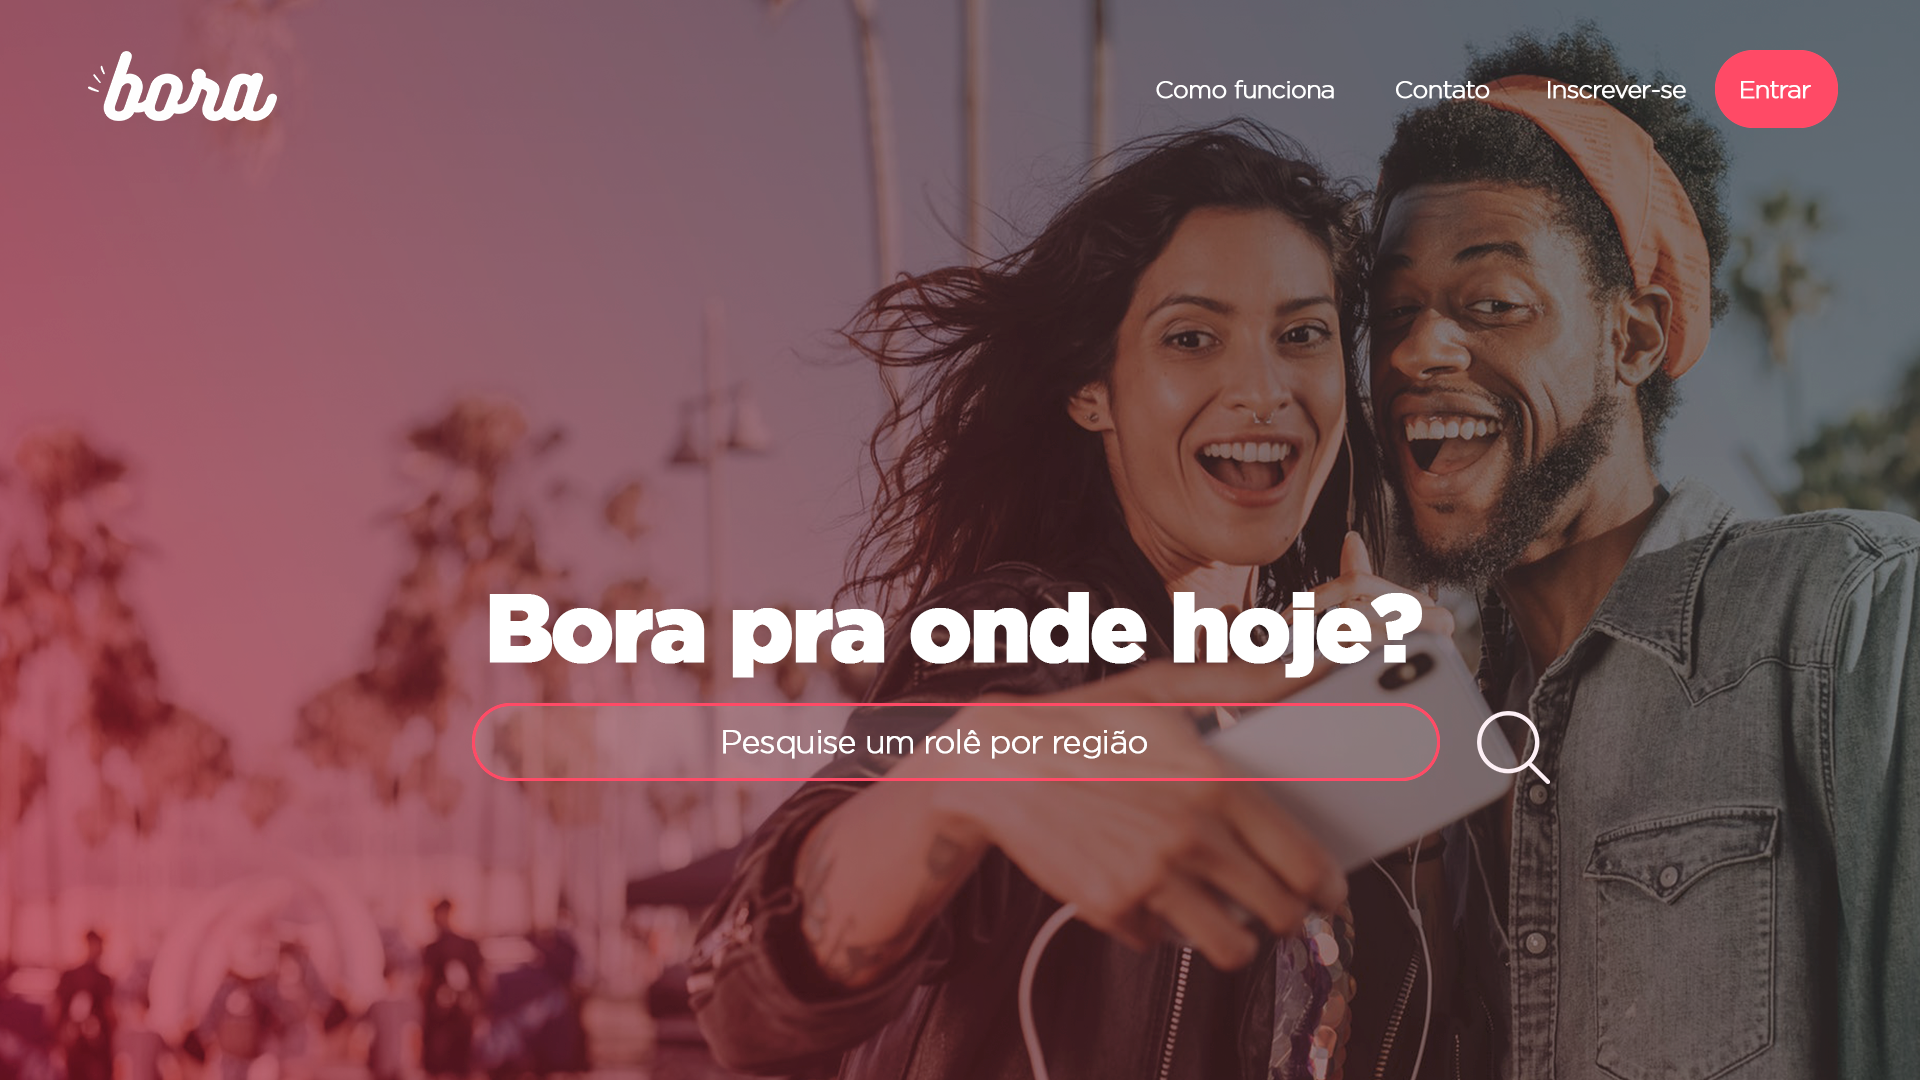 bora
Como funciona
Contato
Inscrever-se
Entrar
Bora pra onde hoje?
Pesquise um rolê por região